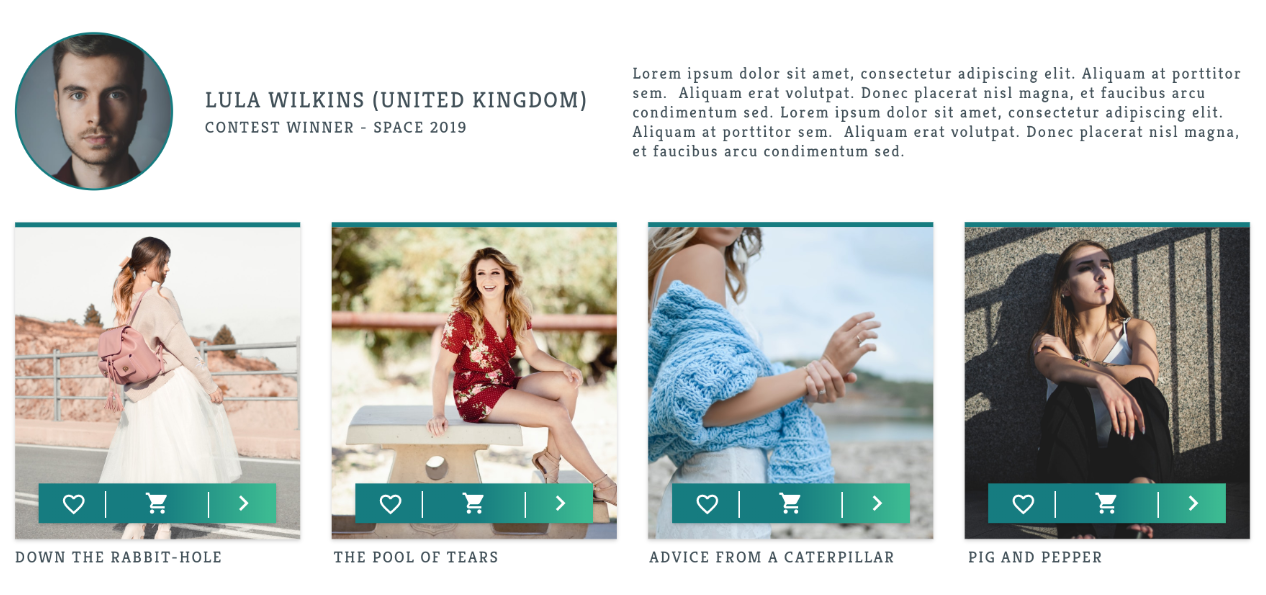 LULA WILKINS (UNITED KINGDOM)
CONTEST WINNER - SPACE 2019
Lorem ipsum dolor sit amet, consectetur adipiscing elit. Aliquam at porttitor
sem.  Aliquam erat volutpat. Donec placerat nisl magna, et faucibus arcu
condimentum sed. Lorem ipsum dolor sit amet, consectetur adipiscing elit.
Aliquam at porttitor sem.  Aliquam erat volutpat. Donec placerat nisl magna,
et faucibus arcu condimentum sed.
DOWN THE RABBIT-HOLE
THE POOL OF TEARS
ADVICE FROM A CATERPILLAR
PIG AND PEPPER